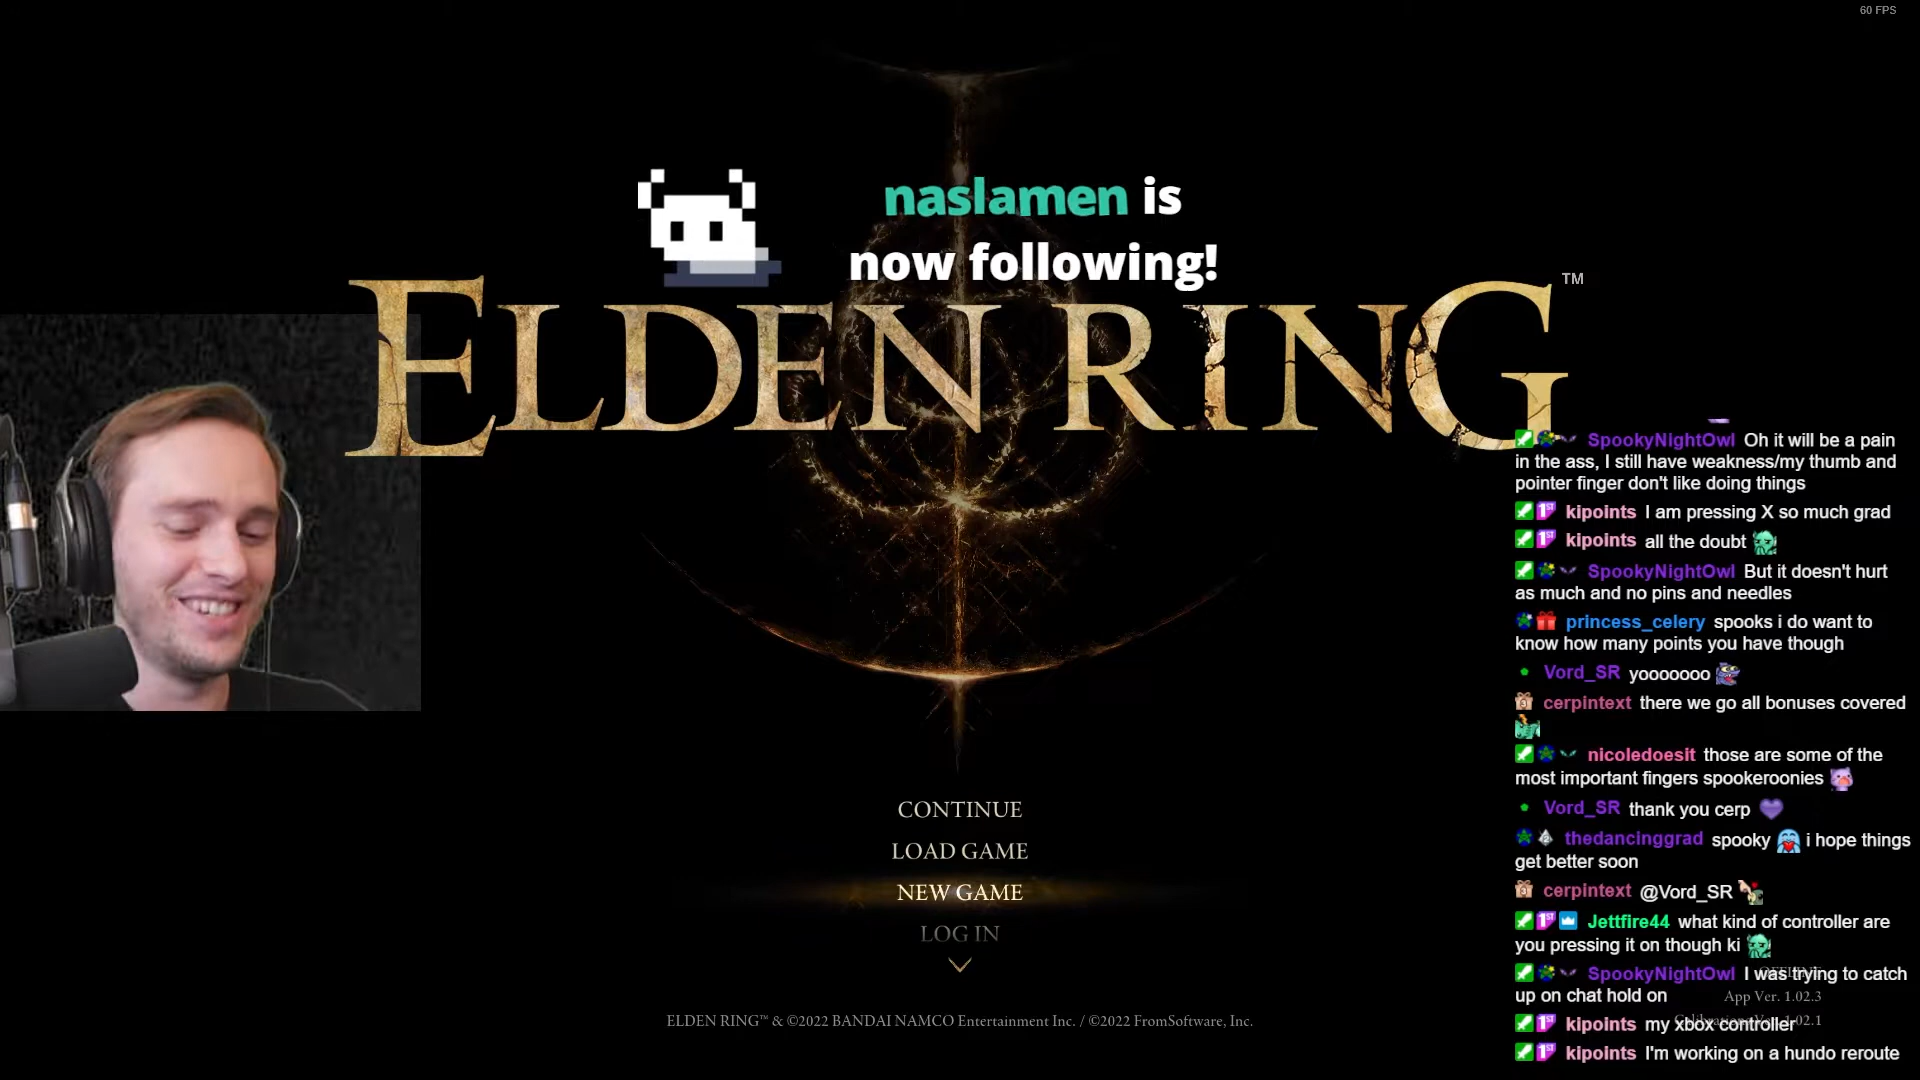 60 FPS
naslamen is
now following!
ELDEN RING™
SpookyNightOwl Oh it will be a pain
in the ass, I still have weakness/my thumb and
pointer finger don't like doing things
kipoints I am pressing X so much grad
kipoints all the doubt
SpookyNightOwl But it doesn't hurt
as much and no pins and needles
princess_celery spooks i do want to
know how many points you have though
Vord_SR yooooooo
cerpintext there we go all bonuses covered
nicoledoesit those are some of the
most important fingers spookeroonies
Vord_SR thank you cerp
thedancinggrad spooky i hope things
get better soon
cerpintext @Vord_SR
Jettfire44 what kind of controller are
you pressing it on though ki
SpookyNightOwl I was trying to catch
up on chat hold on
kipoints my xbox controller
kipoints I'm working on a hundo reroute
CONTINUE
LOAD GAME
NEW GAME
LOG IN
App Ver. 1.02.3
1.02.1
ELDEN RING™ & ©2022 BANDAI NAMCO Entertainment Inc. / ©2022 FromSoftware, Inc.